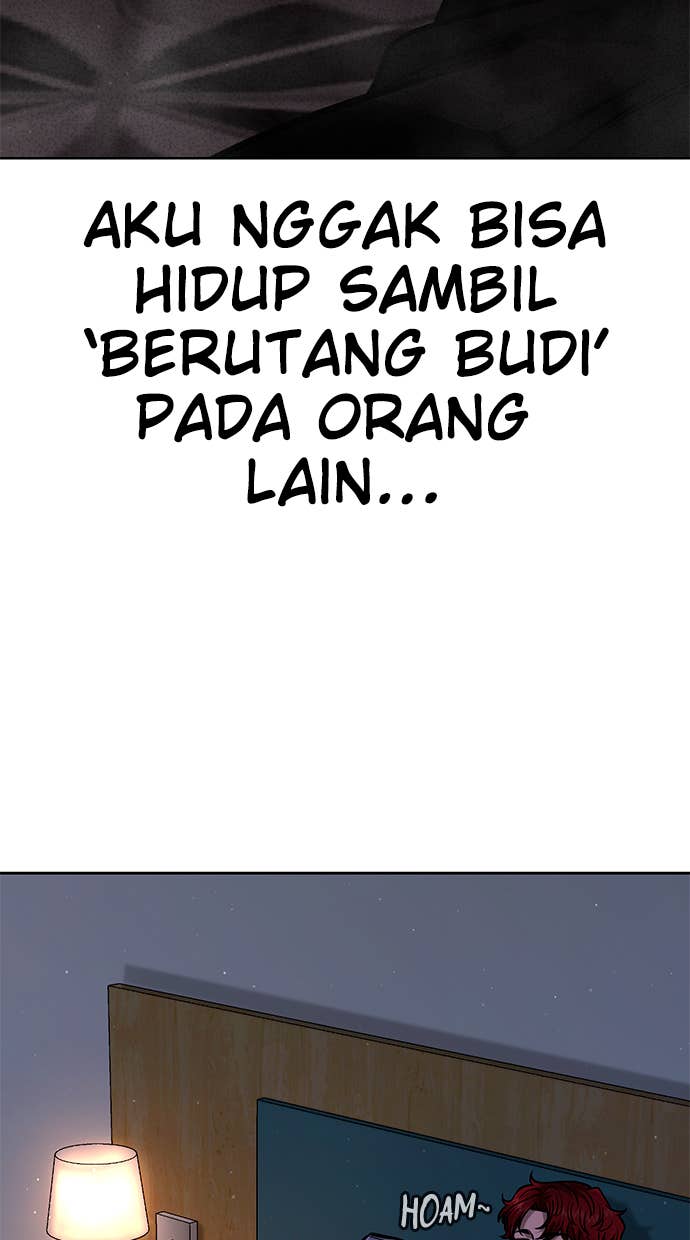 AKU NGGAK BISA
HIDUP SAMBIL
‘BERUTANG BUDI’
PADA ORANG
LAIN...
HOAM~